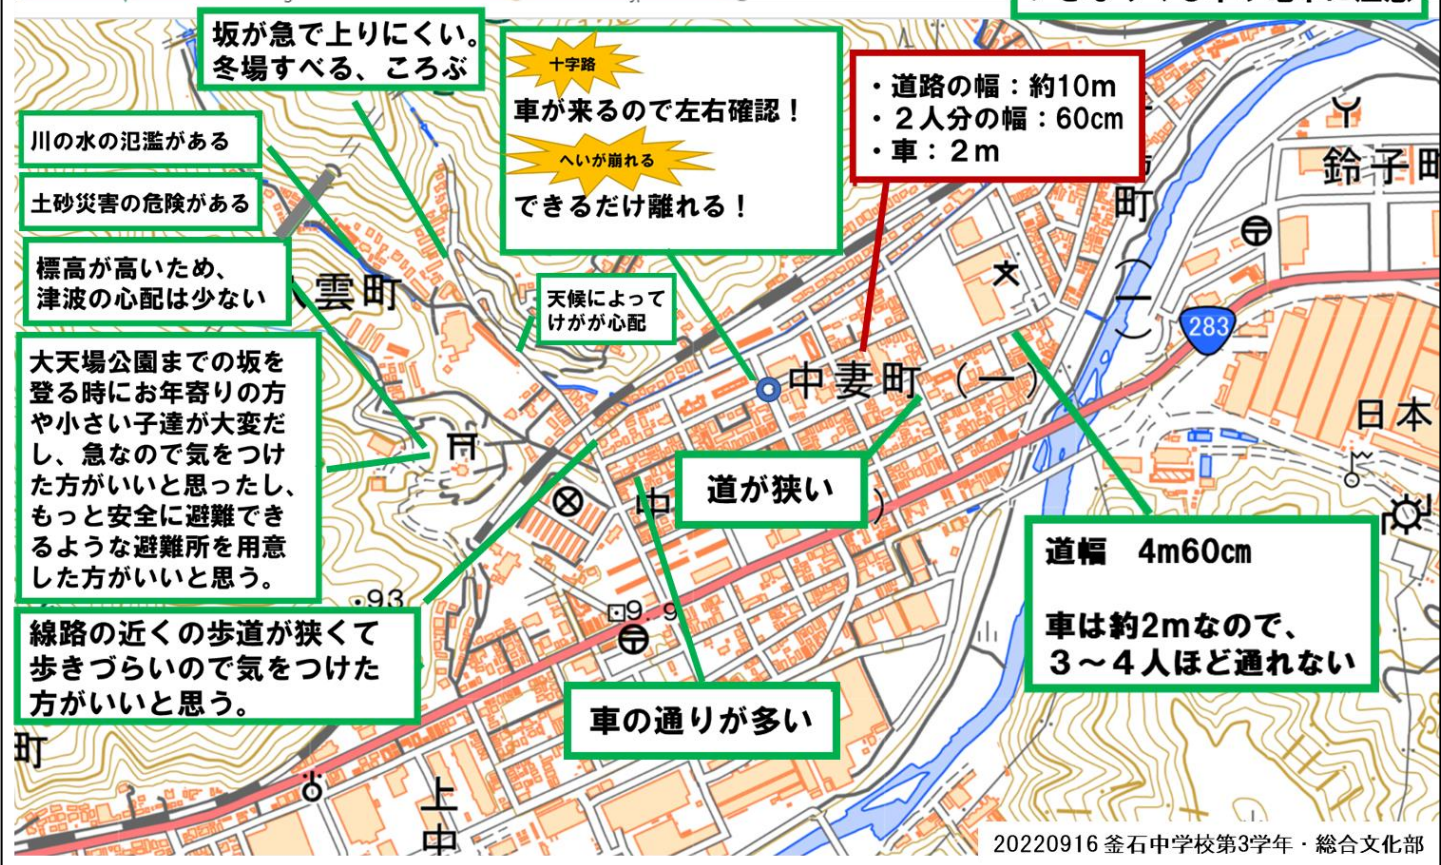 坂が急で上りにくい。
冬場すべる、ころぶ
十字路
車が来るので左右確認！
へいが崩れる
できるだけ離れる！
・道路の幅：約10m
・２人分の幅：60cm
・車：２m
川の水の氾濫がある
土砂災害の危険がある
標高が高いため、
津波の心配は少ない
雲町
天候によって
けがが心配
町
(一)
鈴子町
283
大天場公園までの坂を
登る時にお年寄りの方
や小さい子達が大変だ
し、急なので気をつけ
た方がいいと思ったし、
もっと安全に避難でき
るような避難所を用意
した方がいいと思う。
中妻町（一）
日本
道が狭い
道幅　4m60cm
車は約2mなので、
３～４人ほど通れない
・93
9.9
線路の近くの歩道が狭くて
歩きづらいので気をつけた
方がいいと思う。
車の通りが多い
町
上
中
20220916 釜石中学校第3学年・総合文化部